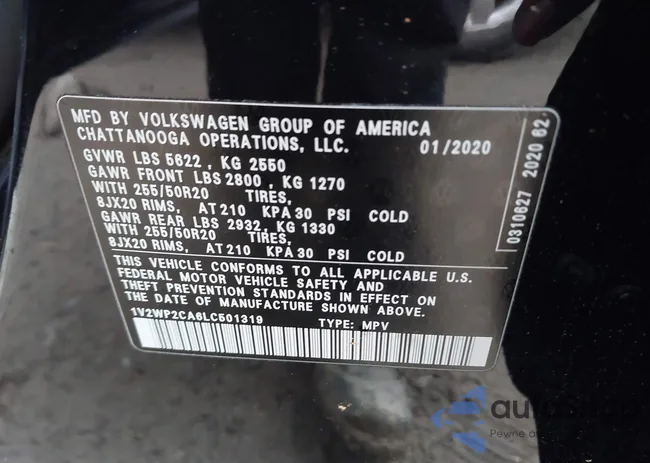 MFD BY VOLKSWAGEN GROUP OF AMERICA
CHATTANOOGA OPERATIONS, LLC. 01/2020
GVWR LBS 5622 , KG 2550
GAWR FRONT LBS 2800 , KG 1270
WITH 255/50R20 TIRES,
8JX20 RIMS, AT 210 KPA 30 PSI COLD
GAWR REAR LBS 2932, KG 1330
WITH 255/50R20 TIRES,
8JX20 RIMS, AT 210 KPA 30 PSI COLD
THIS VEHICLE CONFORMS TO ALL APPLICABLE U.S.
FEDERAL MOTOR VEHICLE SAFETY AND
THEFT PREVENTION STANDARDS IN EFFECT ON
THE DATE OF MANUFACTURE SHOWN ABOVE.
1V2WP2CA6LC501319 TYPE: MPV
0310627 2020 62
Pewne